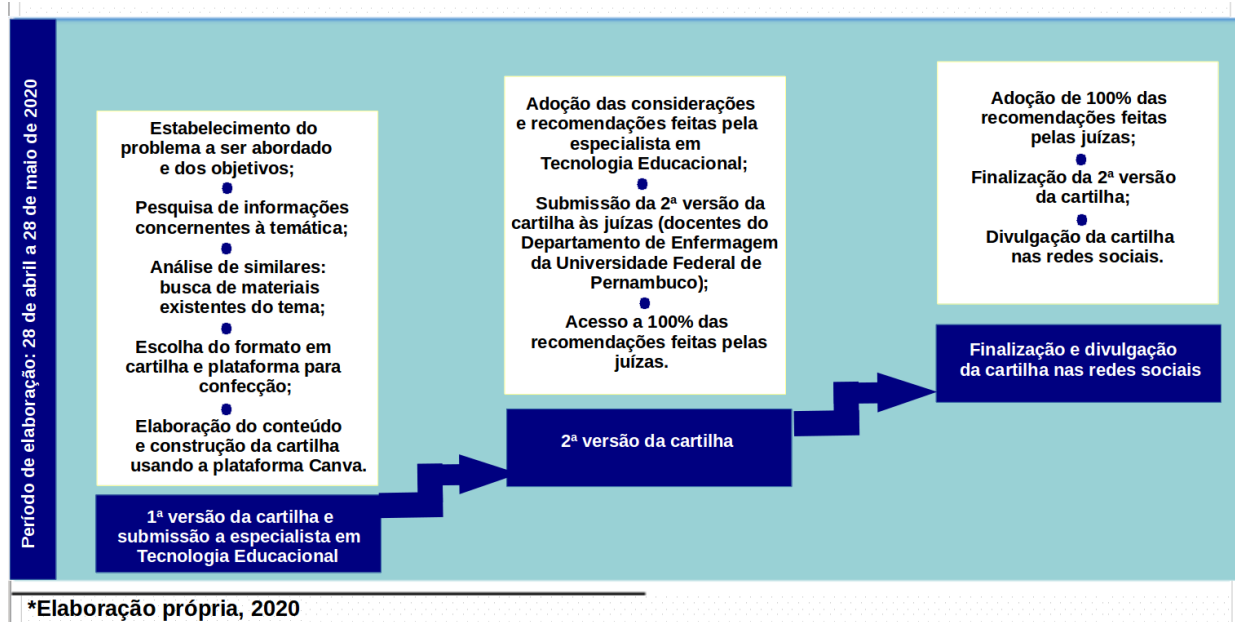 Período de elaboração: 28 de abril a 28 de maio de 2020
Estabelecimento do
problema a ser abordado
e dos objetivos;
Pesquisa de informações
concernentes à temática;
Análise de similares:
busca de materiais
existentes do tema;
Escolha do formato em
cartilha e plataforma para
confecção;
Elaboração do conteúdo
e construção da cartilha
usando a plataforma Canva.
1ª versão da cartilha e
submissão a especialista em
Tecnologia Educacional
Adoção das considerações
e recomendações feitas pela
especialista em
Tecnologia Educacional;
Submissão da 2ª versão da
cartilha às juízas (docentes do
Departamento de Enfermagem
da Universidade Federal de
Pernambuco);
Acesso a 100% das
recomendações feitas pelas
juízas.
2ª versão da cartilha
Adoção de 100% das
recomendações feitas
pelas juízas;
Finalização da 2ª versão
da cartilha;
Divulgação da cartilha
nas redes sociais.
Finalização e divulgação
da cartilha nas redes sociais
*Elaboração própria, 2020